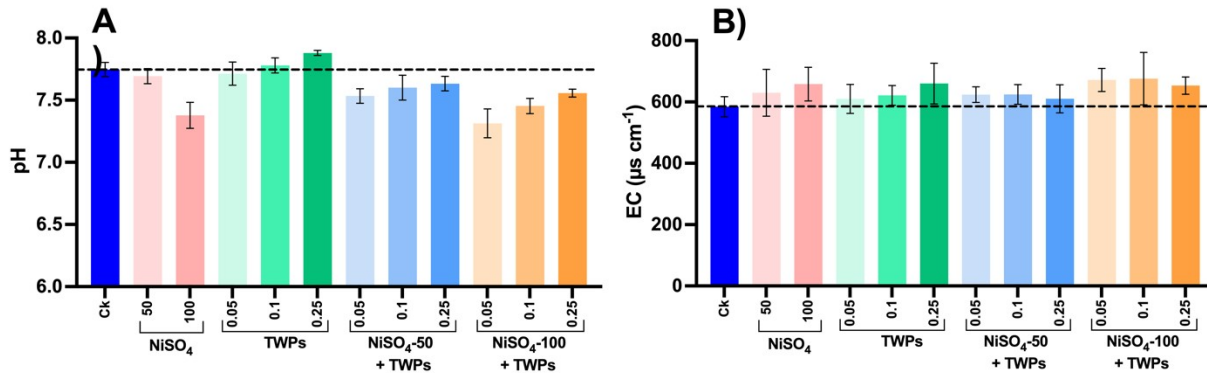 A
)
8.0
7.5
7.0
6.5
6.0
pH
Ck
50
100
0.05
0.1
0.25
0.05
0.1
0.25
0.05
0.1
0.25
NiSO₄
TWPs
NiSO₄-50
+ TWPs
NiSO₄-100
+ TWPs
B)
800
600
400
200
0
EC (µs cm⁻¹)
Ck
50
100
0.05
0.1
0.25
0.05
0.1
0.25
0.05
0.1
0.25
NiSO₄
TWPs
NiSO₄-50
+ TWPs
NiSO₄-100
+ TWPs